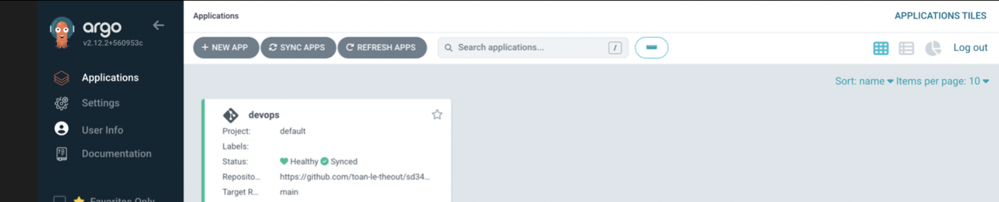 argo
v2.12.2+560953c
Applications
Settings
User Info
Documentation
Favorites Only
Applications
APPLICATIONS TILES
+ NEW APP
SYNC APPS
REFRESH APPS
Search applications...
/
Log out
Sort: name
Items per page: 10
devops
Project: default
Labels:
Status: Healthy Synced
Reposito... https://github.com/toan-le-theout/sd34...
Target R... main